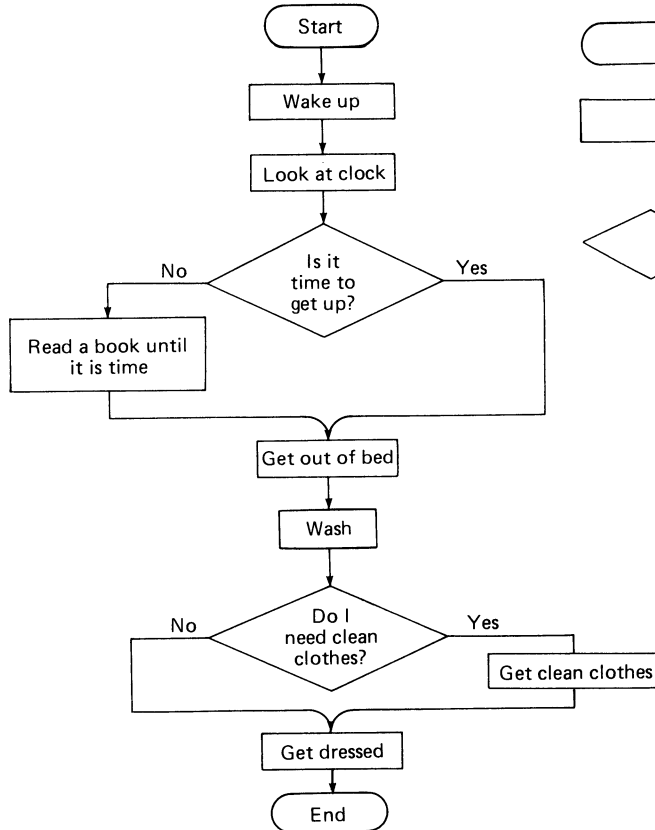 Start
Wake up
Look at clock
Is it
time to
get up?
No
Yes
Read a book until
it is time
Get out of bed
Wash
Do I
need clean
clothes?
No
Yes
Get clean clothes
Get dressed
End